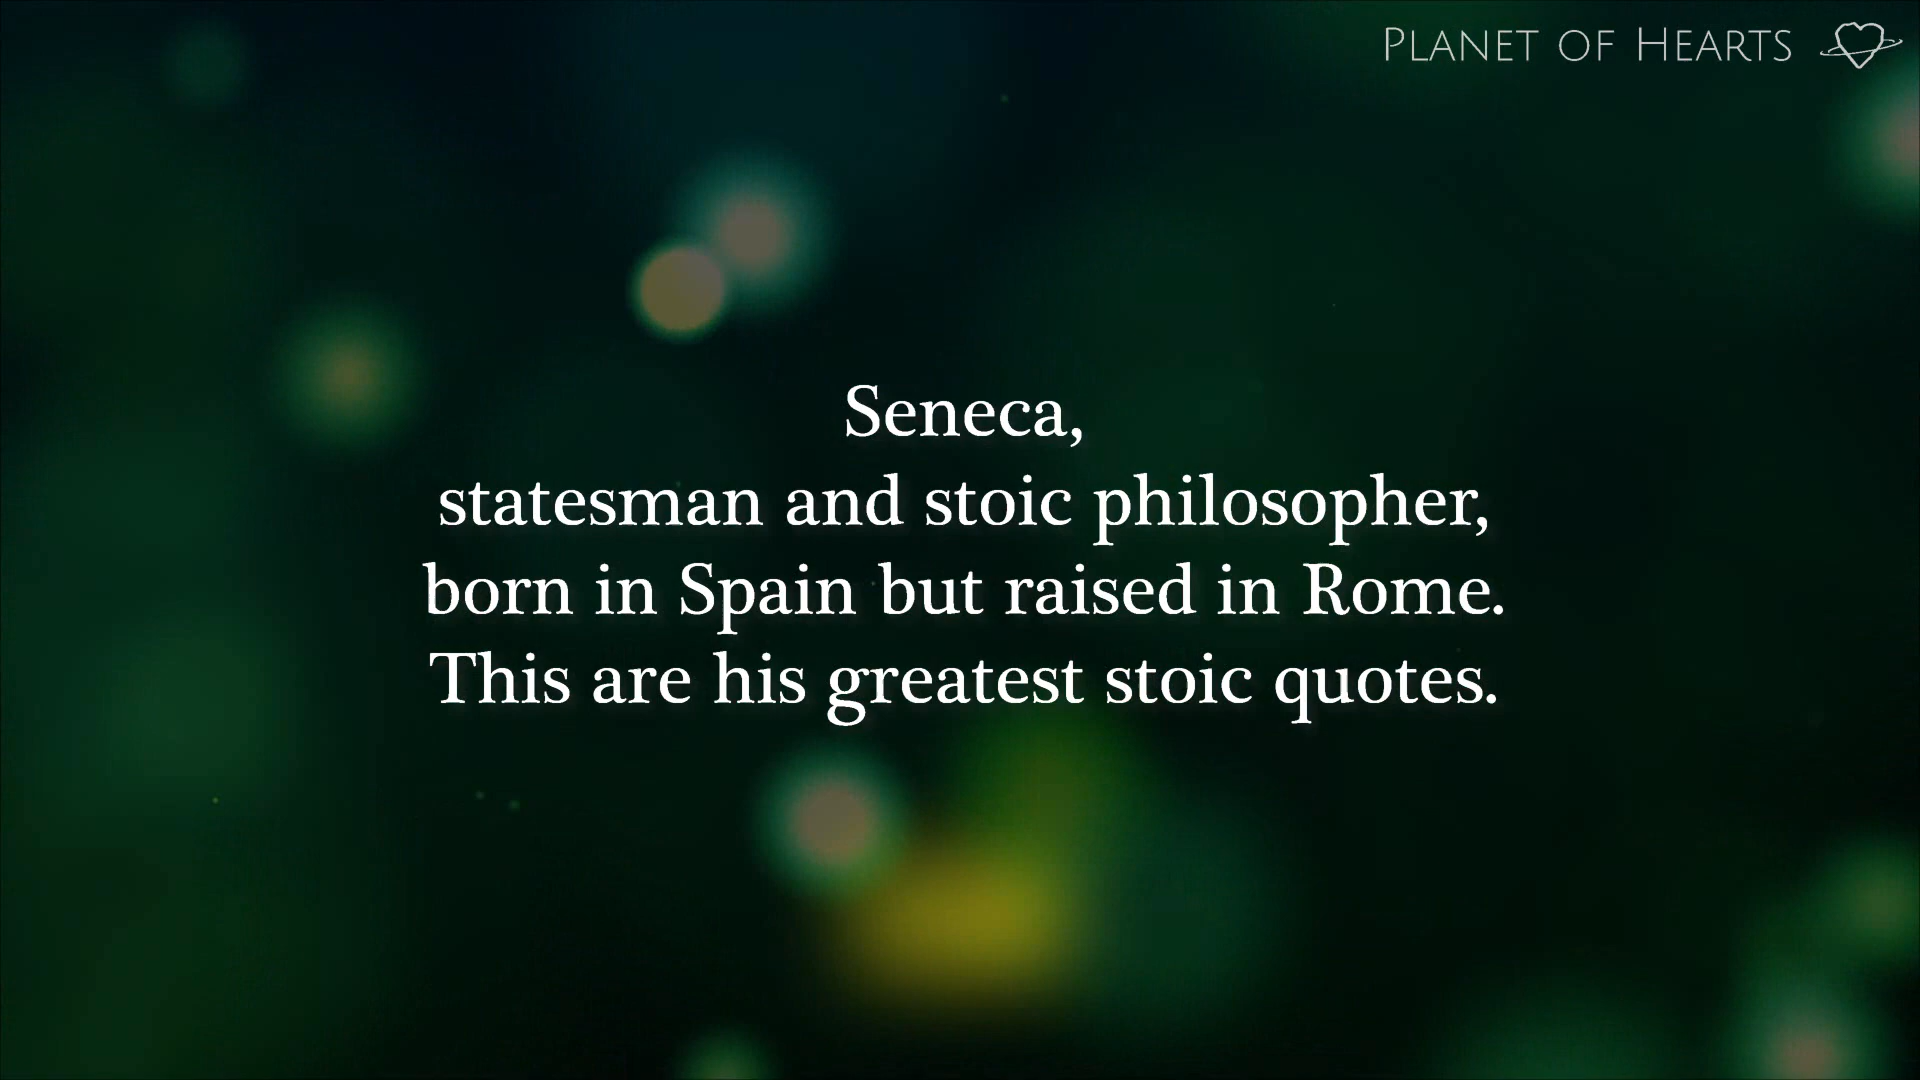 Planet of Hearts
Seneca,
statesman and stoic philosopher,
born in Spain but raised in Rome.
This are his greatest stoic quotes.